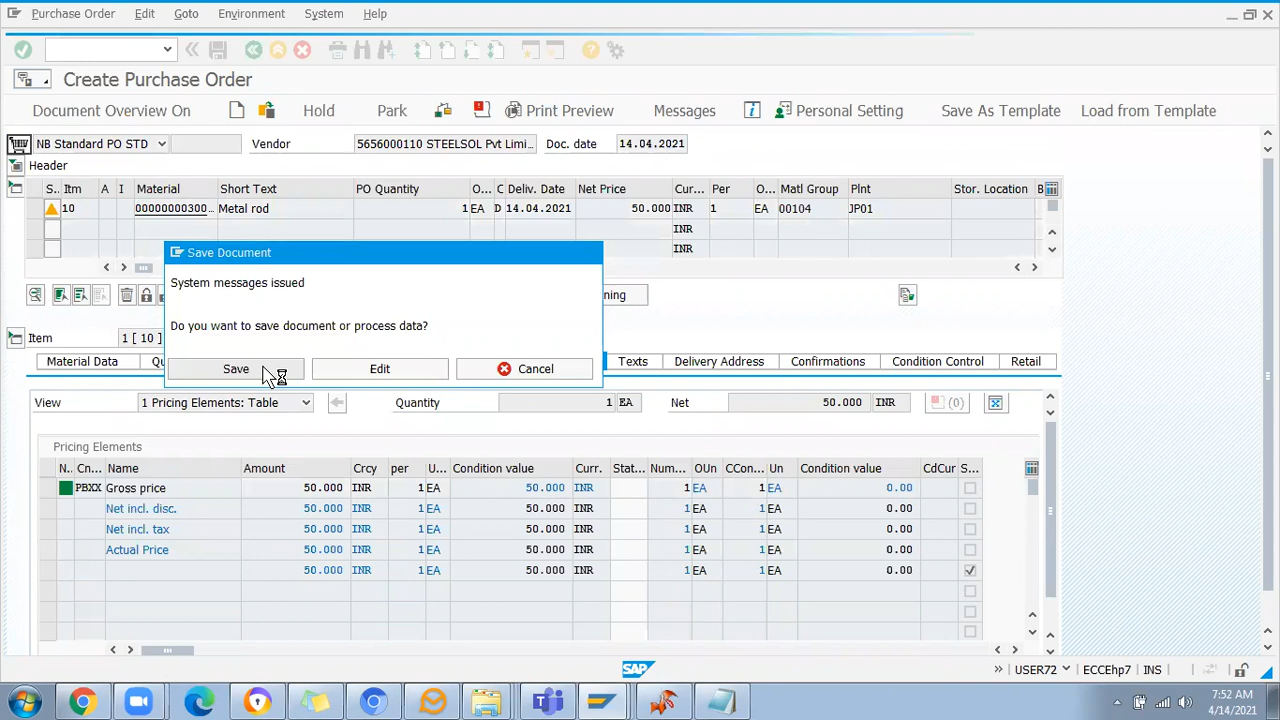 Purchase Order Edit Goto Environment System Help
Create Purchase Order
Document Overview On Hold Park Print Preview Messages Personal Setting Save As Template Load from Template
NB Standard PO STD Vendor 5656000110 STEELSOL Pvt Limi... Doc. date 14.04.2021
Header
S.. Itm A I Material Short Text PO Quantity O... C Deliv. Date Net Price Curr... Per O... Matl Group Plnt Stor. Location B
10 00000000300... Metal rod 1 EA D 14.04.2021 50.000 INR 1 EA 00104 JP01
INR
INR
Save Document
System messages issued
ning
Do you want to save document or process data?
Item 1 [ 10 ]
Material Data Qu Texts Delivery Address Confirmations Condition Control Retail
Save Edit Cancel
View 1 Pricing Elements: Table Quantity 1 EA Net 50.000 INR (0)
Pricing Elements
N.. Cn... Name Amount Crcy per U... Condition value Curr. Stat... Num... OUn CCon... Un Condition value CdCur S...
PBXX Gross price 50.000 INR 1 EA 50.000 INR 1 EA 1 EA 0.00
Net incl. disc. 50.000 INR 1 EA 50.000 INR 1 EA 1 EA 0.00
Net incl. tax 50.000 INR 1 EA 50.000 INR 1 EA 1 EA 0.00
Actual Price 50.000 INR 1 EA 50.000 INR 1 EA 1 EA 0.00
50.000 INR 1 EA 50.000 INR 1 EA 1 EA 0.00
SAP USER72 ECCEhp7 INS
7:52 AM
4/14/2021